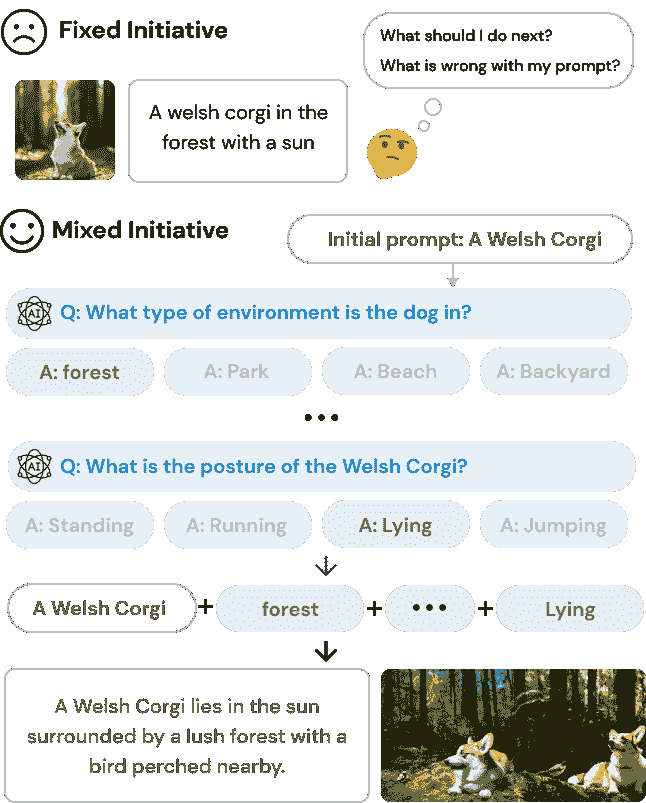 Fixed Initiative
What should I do next?
What is wrong with my prompt?
A welsh corgi in the
forest with a sun
Mixed Initiative
Initial prompt: A Welsh Corgi
AI Q: What type of environment is the dog in?
A: forest A: Park A: Beach A: Backyard
•••
AI Q: What is the posture of the Welsh Corgi?
A: Standing A: Running A: Lying A: Jumping
A Welsh Corgi + forest + ••• + Lying
A Welsh Corgi lies in the sun
surrounded by a lush forest with a
bird perched nearby.